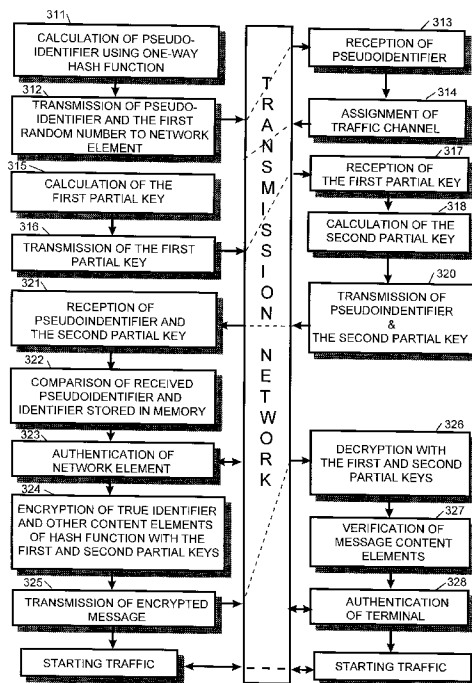 311
CALCULATION OF PSEUDO-
IDENTIFIER USING ONE-WAY
HASH FUNCTION
312
TRANSMISSION OF PSEUDO-
IDENTIFIER AND THE FIRST
RANDOM NUMBER TO NETWORK
ELEMENT
315
CALCULATION OF THE
FIRST PARTIAL KEY
316
TRANSMISSION OF THE FIRST
PARTIAL KEY
321
RECEPTION OF
PSEUDOIDENTIFIER AND
THE SECOND PARTIAL KEY
322
COMPARISON OF RECEIVED
PSEUDOIDENTIFIER AND
IDENTIFIER STORED IN MEMORY
323
AUTHENTICATION OF
NETWORK ELEMENT
324
ENCRYPTION OF TRUE IDENTIFIER
AND OTHER CONTENT ELEMENTS
OF HASH FUNCTION WITH THE
FIRST AND SECOND PARTIAL KEYS
325
TRANSMISSION OF ENCRYPTED
MESSAGE
STARTING TRAFFIC
TRANSMISSION NETWORK
313
RECEPTION OF
PSEUDOIDENTIFIER
314
ASSIGNMENT OF
TRAFFIC CHANNEL
317
RECEPTION OF
THE FIRST PARTIAL KEY
318
CALCULATION OF THE
SECOND PARTIAL KEY
320
TRANSMISSION OF
PSEUDOIDENTIFIER
&
THE SECOND PARTIAL KEY
326
DECRYPTION WITH
THE FIRST AND SECOND
PARTIAL KEYS
327
VERIFICATION OF
MESSAGE CONTENT
ELEMENTS
328
AUTHENTICATION
OF TERMINAL
STARTING TRAFFIC